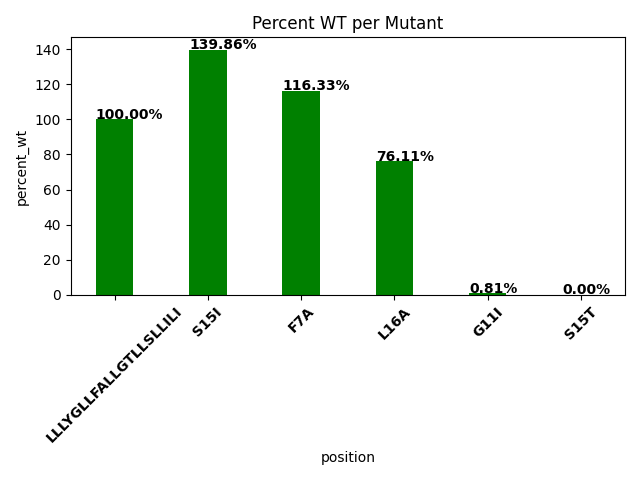 Percent WT per Mutant
percent_wt
140
120
100
80
60
40
20
0
100.00%
139.86%
116.33%
76.11%
0.81%
0.00%
LLLYGLLFALLGTLLSLLILI
S15I
F7A
L16A
G11I
S15T
position